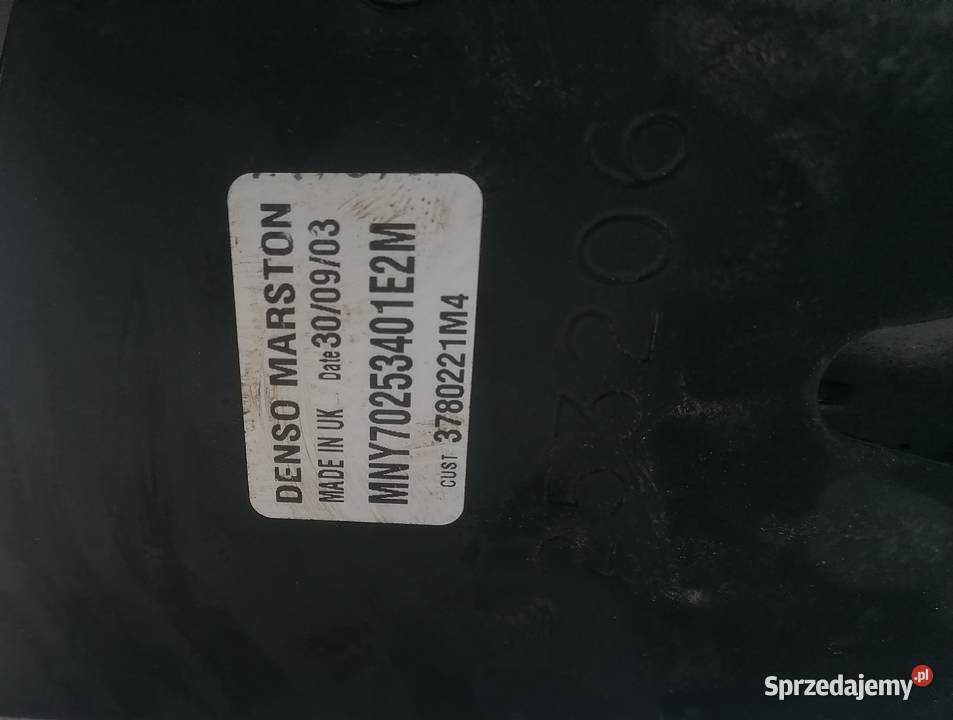 DENSO MARSTON
MADE IN UK Date 30/09/03
MNY70253401E2M
CUST 3780221M4
Sprzedajemy.pl